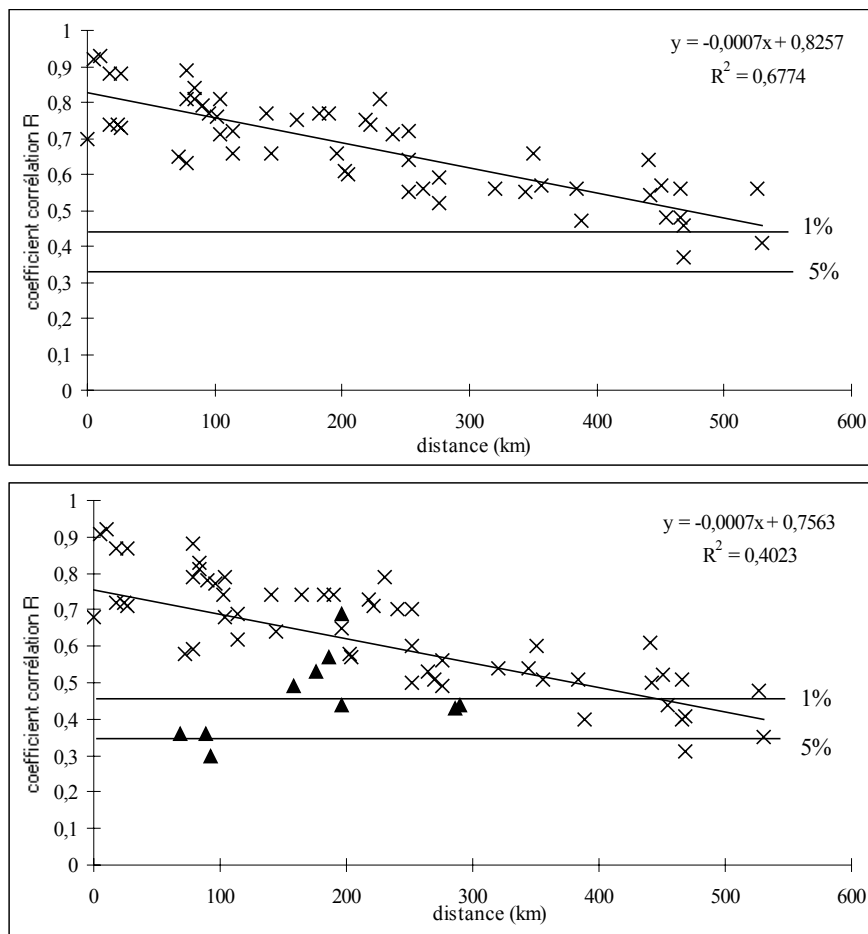 y = -0,0007x + 0,8257
R² = 0,6774
coefficient corrélation R
1
0,9
0,8
0,7
0,6
0,5
0,4
0,3
0,2
0,1
0
1%
5%
0 100 200 300 400 500 600
distance (km)
y = -0,0007x + 0,7563
R² = 0,4023
coefficient corrélation R
1
0,9
0,8
0,7
0,6
0,5
0,4
0,3
0,2
0,1
0
1%
5%
0 100 200 300 400 500 600
distance (km)